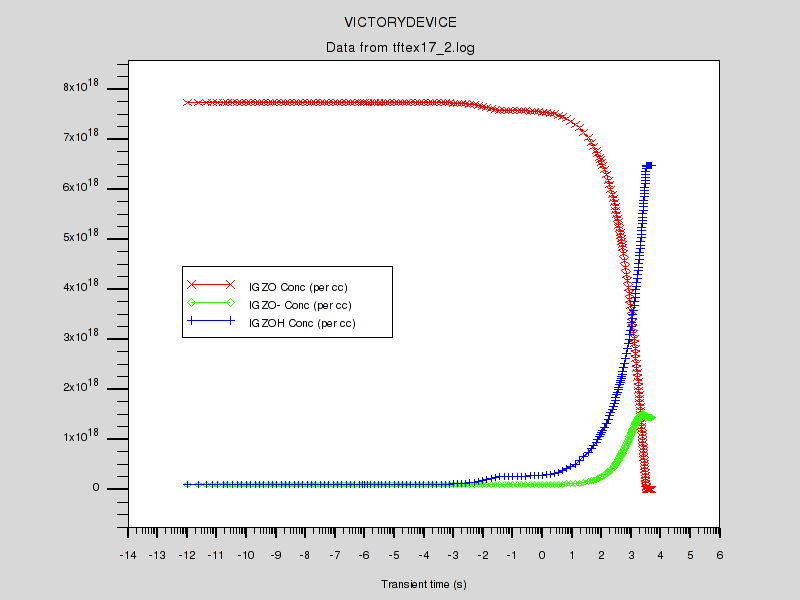 VICTORYDEVICE
Data from tftex17_2.log
8x10^18
7x10^18
6x10^18
5x10^18
4x10^18
3x10^18
2x10^18
1x10^18
0
IGZO Conc (per cc)
IGZO- Conc (per cc)
IGZOH Conc (per cc)
-14 -13 -12 -11 -10 -9 -8 -7 -6 -5 -4 -3 -2 -1 0 1 2 3 4 5 6
Transient time (s)